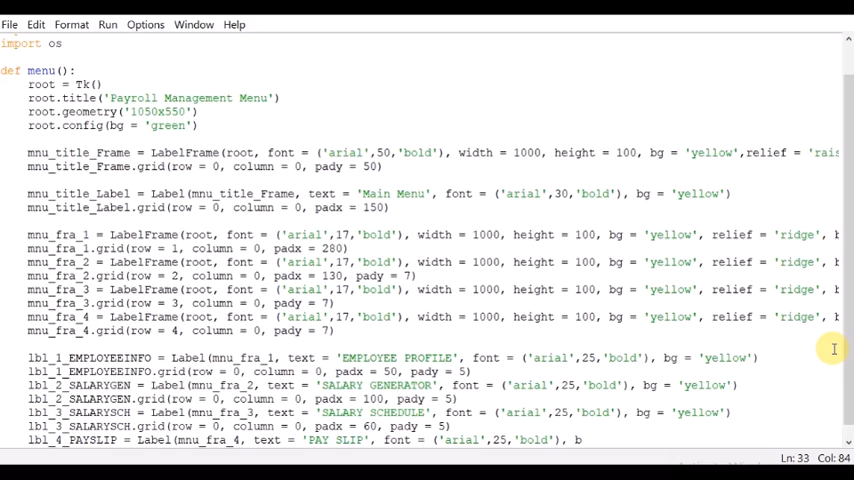 File Edit Format Run Options Window Help
import os
def menu():
root = Tk()
root.title('Payroll Management Menu')
root.geometry('1050x550')
root.config(bg = 'green')
mnu_title_Frame = LabelFrame(root, font = ('arial',50,'bold'), width = 1000, height = 100, bg = 'yellow',relief = 'rais
mnu_title_Frame.grid(row = 0, column = 0, pady = 50)
mnu_title_Label = Label(mnu_title_Frame, text = 'Main Menu', font = ('arial',30,'bold'), bg = 'yellow')
mnu_title_Label.grid(row = 0, column = 0, padx = 150)
mnu_fra_1 = LabelFrame(root, font = ('arial',17,'bold'), width = 1000, height = 100, bg = 'yellow', relief = 'ridge', b
mnu_fra_1.grid(row = 1, column = 0, padx = 280)
mnu_fra_2 = LabelFrame(root, font = ('arial',17,'bold'), width = 1000, height = 100, bg = 'yellow', relief = 'ridge', b
mnu_fra_2.grid(row = 2, column = 0, padx = 130, pady = 7)
mnu_fra_3 = LabelFrame(root, font = ('arial',17,'bold'), width = 1000, height = 100, bg = 'yellow', relief = 'ridge', b
mnu_fra_3.grid(row = 3, column = 0, pady = 7)
mnu_fra_4 = LabelFrame(root, font = ('arial',17,'bold'), width = 1000, height = 100, bg = 'yellow', relief = 'ridge', b
mnu_fra_4.grid(row = 4, column = 0, pady = 7)
lbl_1_EMPLOYEEINFO = Label(mnu_fra_1, text = 'EMPLOYEE PROFILE', font = ('arial',25,'bold'), bg = 'yellow')
lbl_1_EMPLOYEEINFO.grid(row = 0, column = 0, padx = 50, pady = 5)
lbl_2_SALARYGEN = Label(mnu_fra_2, text = 'SALARY GENERATOR', font = ('arial',25,'bold'), bg = 'yellow')
lbl_2_SALARYGEN.grid(row = 0, column = 0, padx = 100, pady = 5)
lbl_3_SALARYSCH = Label(mnu_fra_3, text = 'SALARY SCHEDULE', font = ('arial',25,'bold'), bg = 'yellow')
lbl_3_SALARYSCH.grid(row = 0, column = 0, padx = 60, pady = 5)
lbl_4_PAYSLIP = Label(mnu_fra_4, text = 'PAY SLIP', font = ('arial',25,'bold'), b
Ln: 33 Col: 84